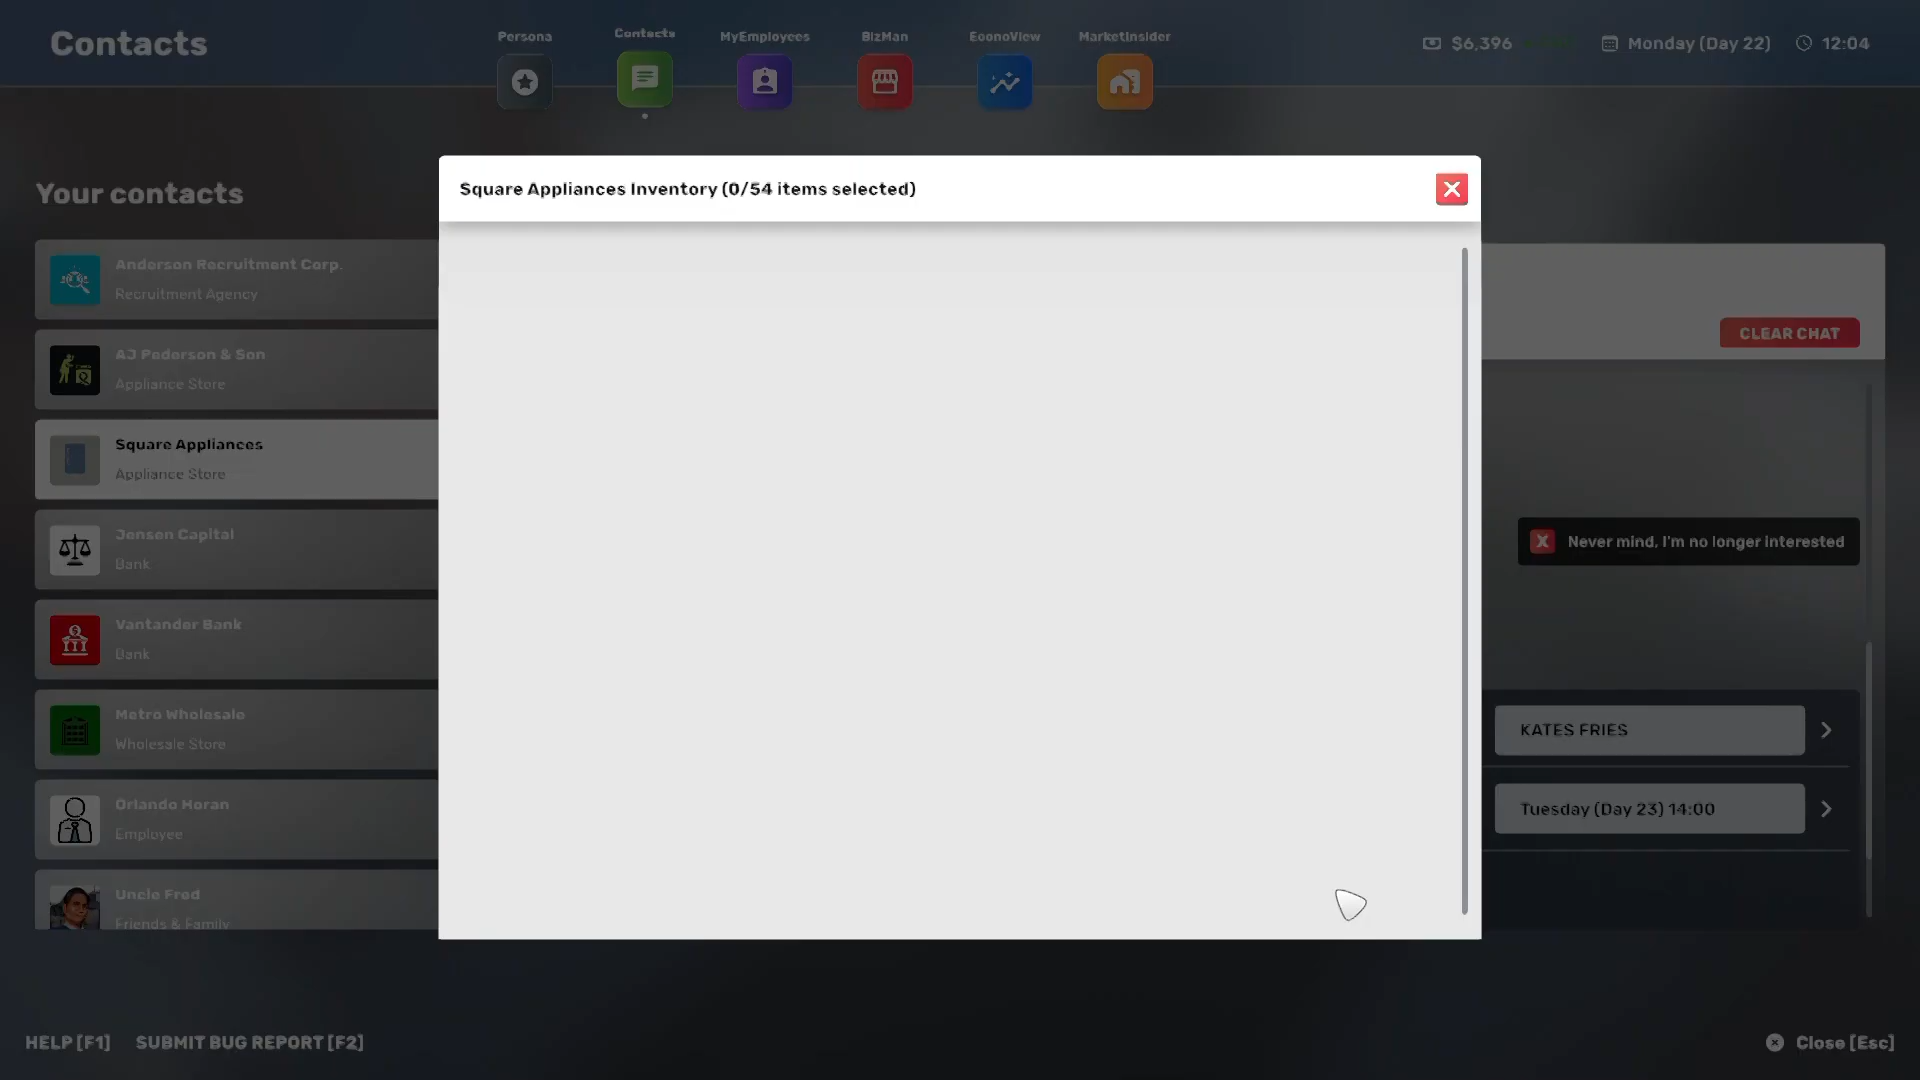 Contacts
Persona
Contacts
MyEmployees
BizMan
EconoView
MarketInsider
$6,396
Monday (Day 22)
12:04
Your contacts
Square Appliances Inventory (0/54 items selected)
Anderson Recruitment Corp.
Recruitment Agency
CLEAR CHAT
AJ Pederson & Son
Appliance Store
Square Appliances
Appliance Store
Jensen Capital
Bank
Never mind, I'm no longer interested
Vantander Bank
Bank
Metro Wholesale
Wholesale Store
KATES FRIES
Orlando Moran
Employee
Tuesday (Day 23) 14:00
Uncle Fred
Friends & Family
HELP [F1]
SUBMIT BUG REPORT [F2]
Close [Esc]